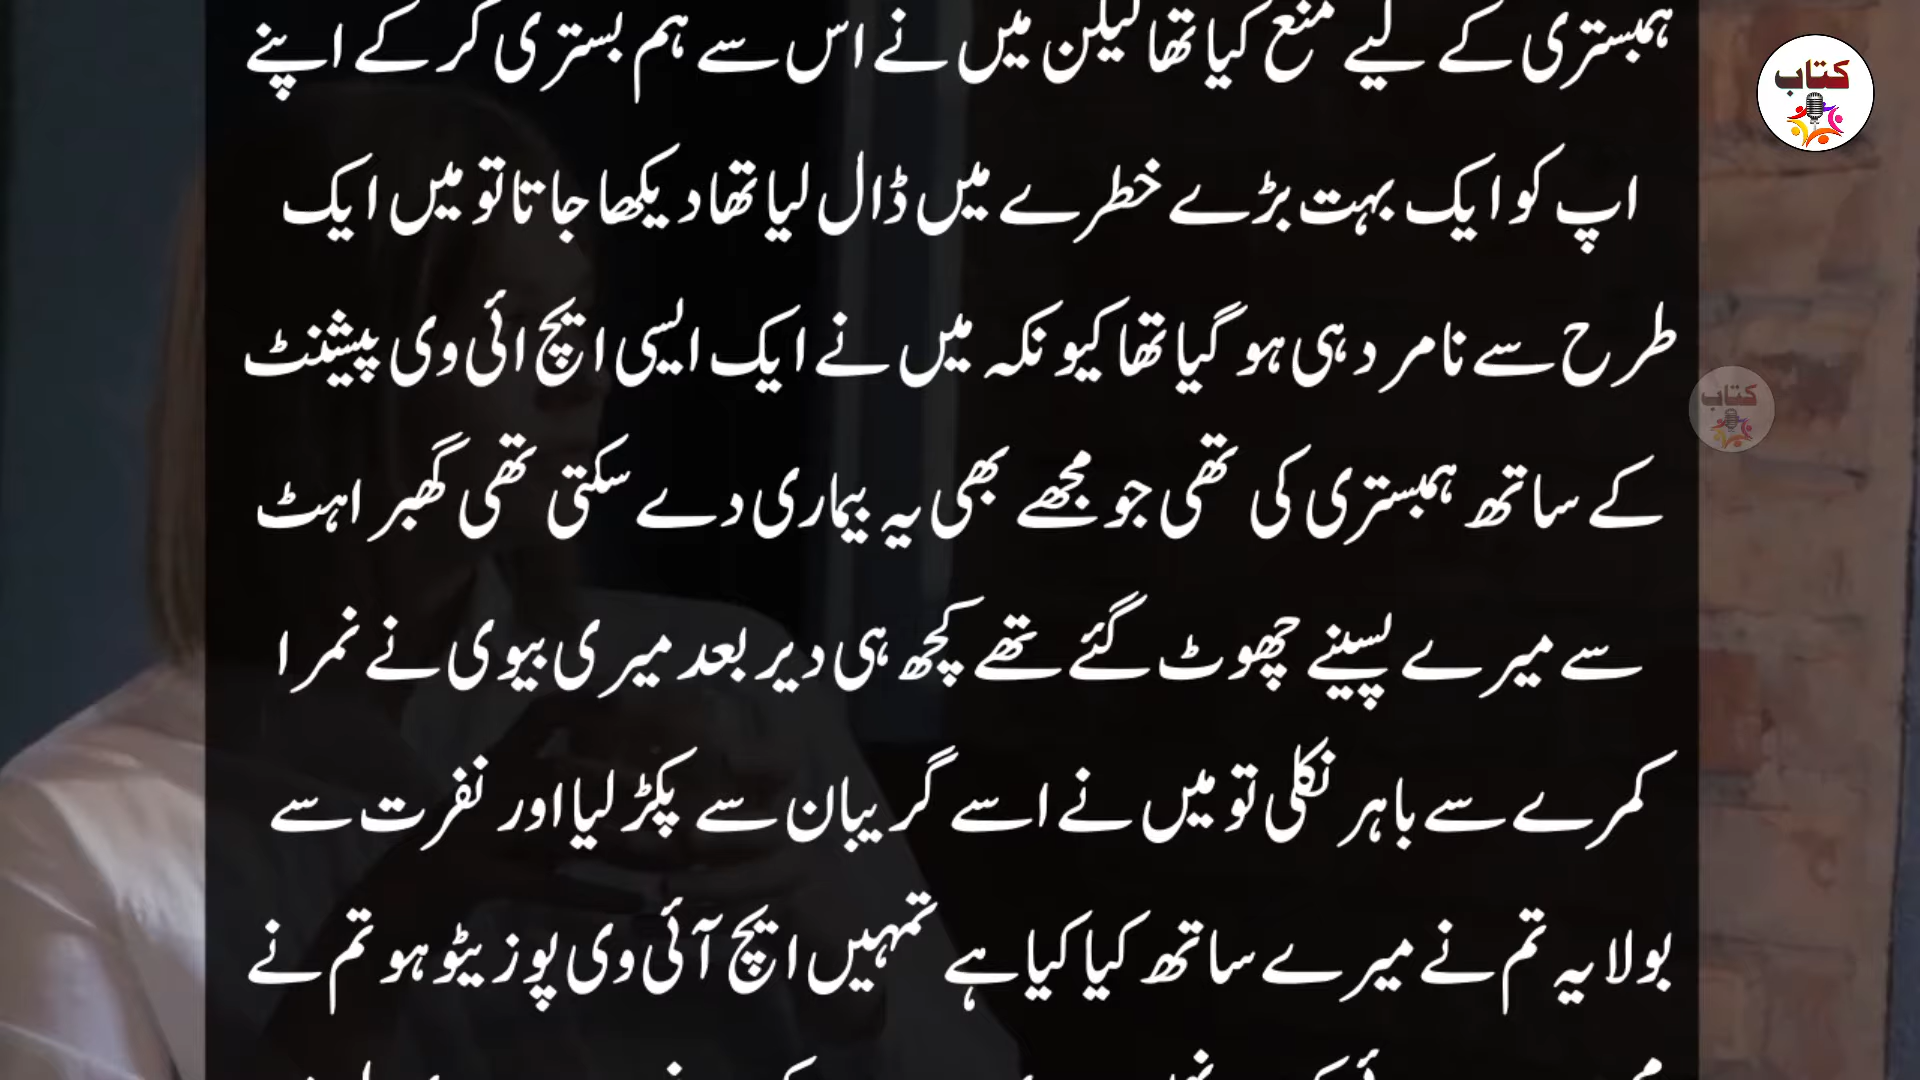 ہمبستری کے لیے منع کیا تھا لیکن میں نے اس سے ہم بستری کر کے اپنے
اپ کو ایک بہت بڑے خطرے میں ڈال لیا تھا دیکھا جاتا تو میں ایک
طرح سے نامرد ہی ہو گیا تھا کیونکہ میں نے ایک ایسی ایچ ائی وی پیشنٹ
کے ساتھ ہمبستری کی تھی جو مجھے بھی یہ بیماری دے سکتی تھی گھبراہٹ
سے میرے پسینے چھوٹ گئے تھے کچھ ہی دیر بعد میری بیوی نے نمرا
کمرے سے باہر نکلی تو میں نے اسے گریبان سے پکڑ لیا اور نفرت سے
بولا یہ تم نے میرے ساتھ کیا کیا ہے تمہیں ایچ آئی وی پوزیٹو ہو تم نے
کتاب
کتاب